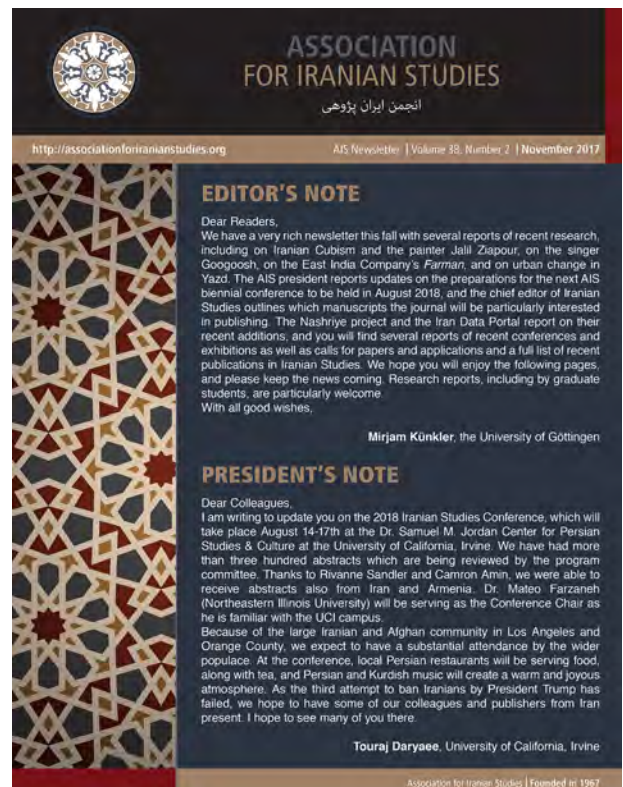 ASSOCIATION
FOR IRANIAN STUDIES
انجمن ایران پژوهی
http://associationforiranianstudies.org
AIS Newsletter | Volume 38, Number 2 | November 2017
EDITOR'S NOTE
Dear Readers,
We have a very rich newsletter this fall with several reports of recent research,
including on Iranian Cubism and the painter Jalil Ziapour, on the singer
Googoosh, on the East India Company's Farman, and on urban change in
Yazd. The AIS president reports updates on the preparations for the next AIS
biennial conference to be held in August 2018, and the chief editor of Iranian
Studies outlines which manuscripts the journal will be particularly interested
in publishing. The Nashriye project and the Iran Data Portal report on their
recent additions, and you will find several reports of recent conferences and
exhibitions as well as calls for papers and applications and a full list of recent
publications in Iranian Studies. We hope you will enjoy the following pages,
and please keep the news coming. Research reports, including by graduate
students, are particularly welcome.
With all good wishes,
Mirjam Künkler, the University of Göttingen
PRESIDENT'S NOTE
Dear Colleagues,
I am writing to update you on the 2018 Iranian Studies Conference, which will
take place August 14-17th at the Dr. Samuel M. Jordan Center for Persian
Studies & Culture at the University of California, Irvine. We have had more
than three hundred abstracts which are being reviewed by the program
committee. Thanks to Rivanne Sandler and Camron Amin, we were able to
receive abstracts also from Iran and Armenia. Dr. Mateo Farzaneh
(Northeastern Illinois University) will be serving as the Conference Chair as
he is familiar with the UCI campus.
Because of the large Iranian and Afghan community in Los Angeles and
Orange County, we expect to have a substantial attendance by the wider
populace. At the conference, local Persian restaurants will be serving food,
along with tea, and Persian and Kurdish music will create a warm and joyous
atmosphere. As the third attempt to ban Iranians by President Trump has
failed, we hope to have some of our colleagues and publishers from Iran
present. I hope to see many of you there.
Touraj Daryaee, University of California, Irvine
Association for Iranian Studies | Founded in 1967